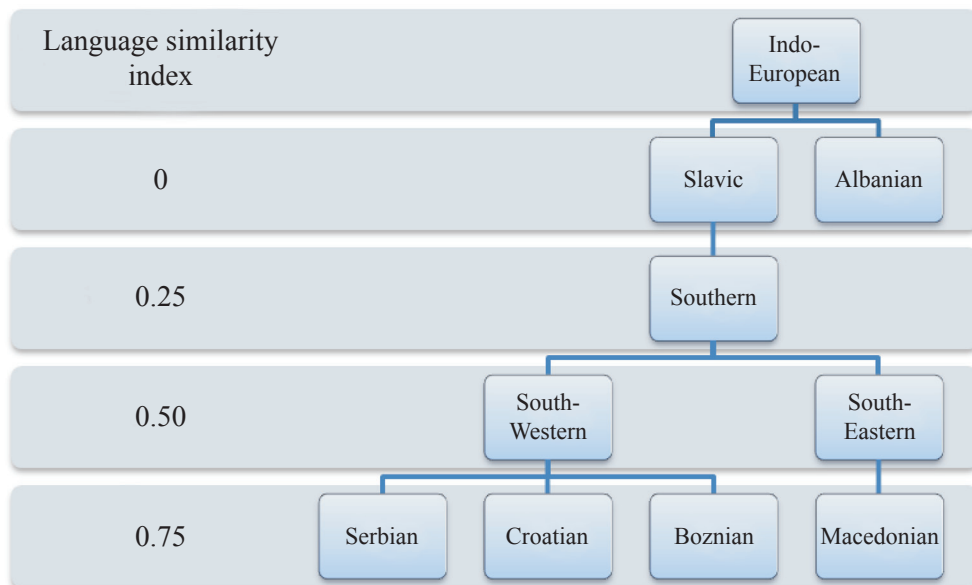 Language similarity
index
Indo-
European
0
Slavic
Albanian
0.25
Southern
0.50
South-
Western
South-
Eastern
0.75
Serbian
Croatian
Boznian
Macedonian